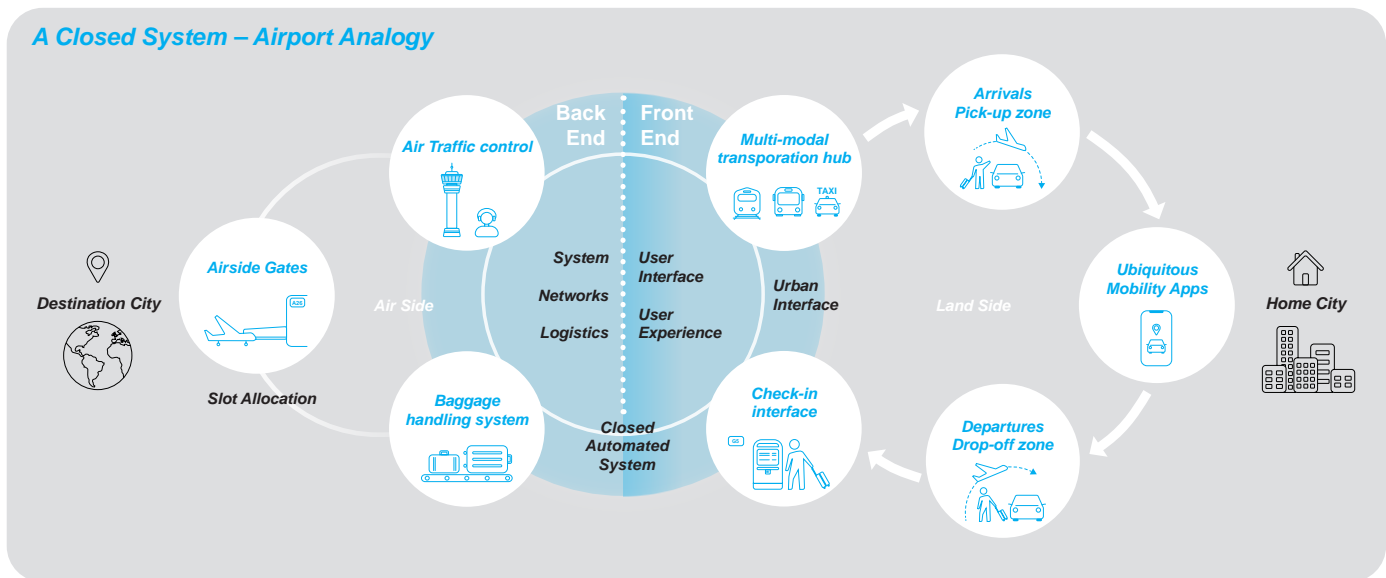 A Closed System – Airport Analogy
Back
End
Front
End
Air Traffic control
Multi-modal
transporation hub
TAXI
Arrivals
Pick-up zone
Destination City
Airside Gates
A25
Slot Allocation
Air Side
System
Networks
Logistics
User
Interface
User
Experience
Urban
Interface
Land Side
Ubiquitous
Mobility Apps
Home City
Baggage
handling system
Closed
Automated
System
Check-in
interface
G5
Departures
Drop-off zone